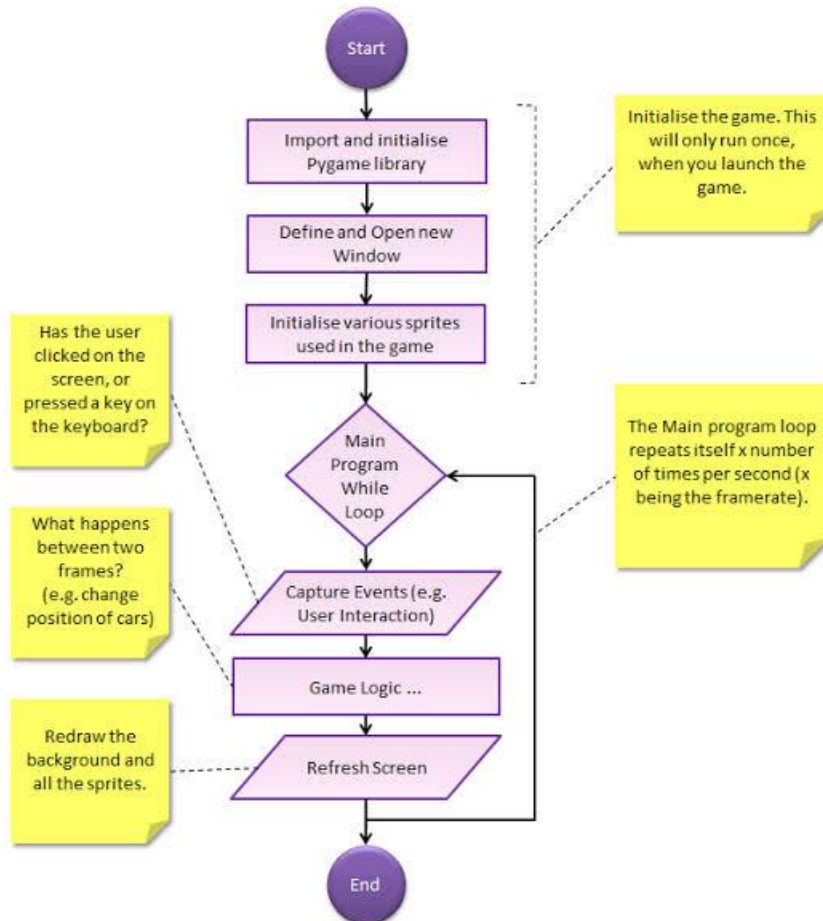 Start
Import and initialise
Pygame library
Initialise the game. This
will only run once,
when you launch the
game.
Define and Open new
Window
Initialise various sprites
used in the game
Has the user
clicked on the
screen, or
pressed a key on
the keyboard?
Main
Program
While
Loop
The Main program loop
repeats itself x number
of times per second (x
being the framerate).
What happens
between two
frames?
(e.g. change
position of cars)
Capture Events (e.g.
User Interaction)
Game Logic ...
Redraw the
background and
all the sprites.
Refresh Screen
End